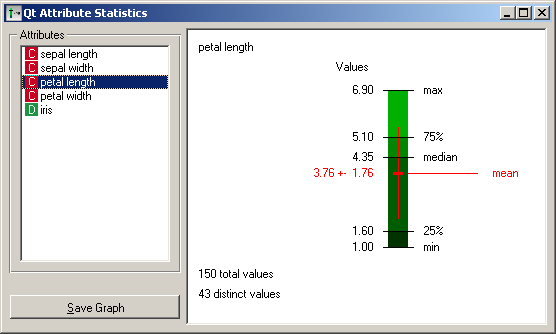 Qt Attribute Statistics
Attributes
C sepal length
C sepal width
C petal length
C petal width
D iris
Save Graph
petal length
Values
6.90 max
5.10 75%
4.35 median
3.76 +- 1.76 mean
1.60 25%
1.00 min
150 total values
43 distinct values